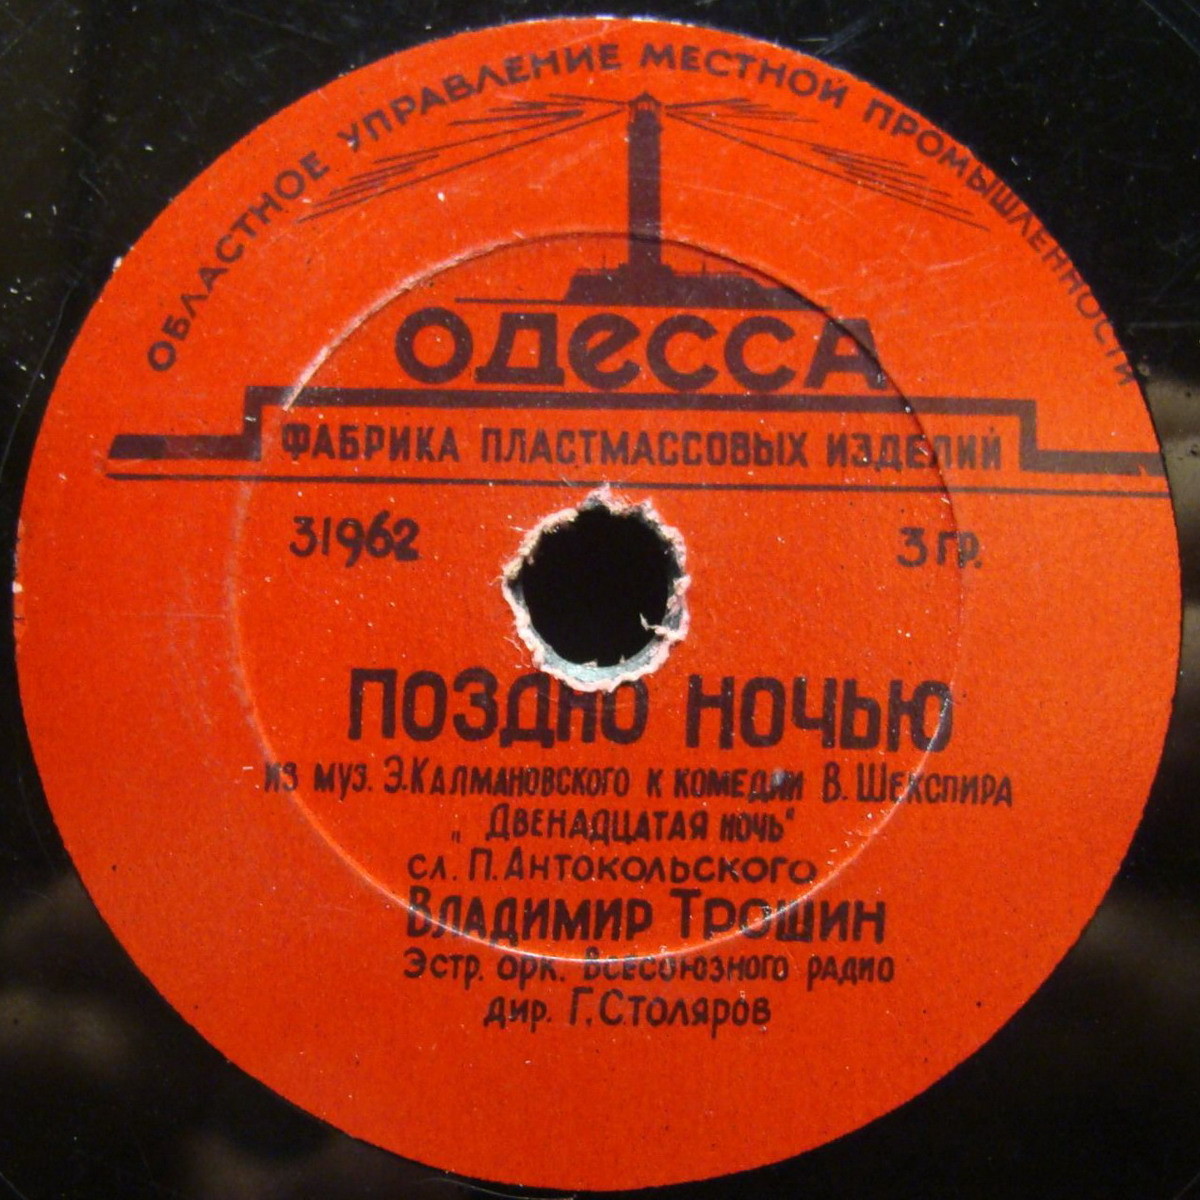 ОБЛАСТНОЕ УПРАВЛЕНИЕ МЕСТНОЙ ПРОМЫШЛЕННОСТИ
ОДеССА
ФАБРИКА ПЛАСТМАССОВЫХ ИЗДЕЛИЙ
31962 3 ГР.
ПОЗДНО НОЧЬЮ
ИЗ МУЗ. Э.КАЛМАНОВСКОГО К КОМЕДИИ В. ШЕКСПИРА
„ДВЕНАДЦАТАЯ НОЧЬ“
СЛ. П. АНТОКОЛЬСКОГО
ВЛАДИМИР ТРОШИН
ЭСТР. ОРК. ВСЕСОЮЗНОГО РАДИО
ДИР. Г. СТОЛЯРОВ